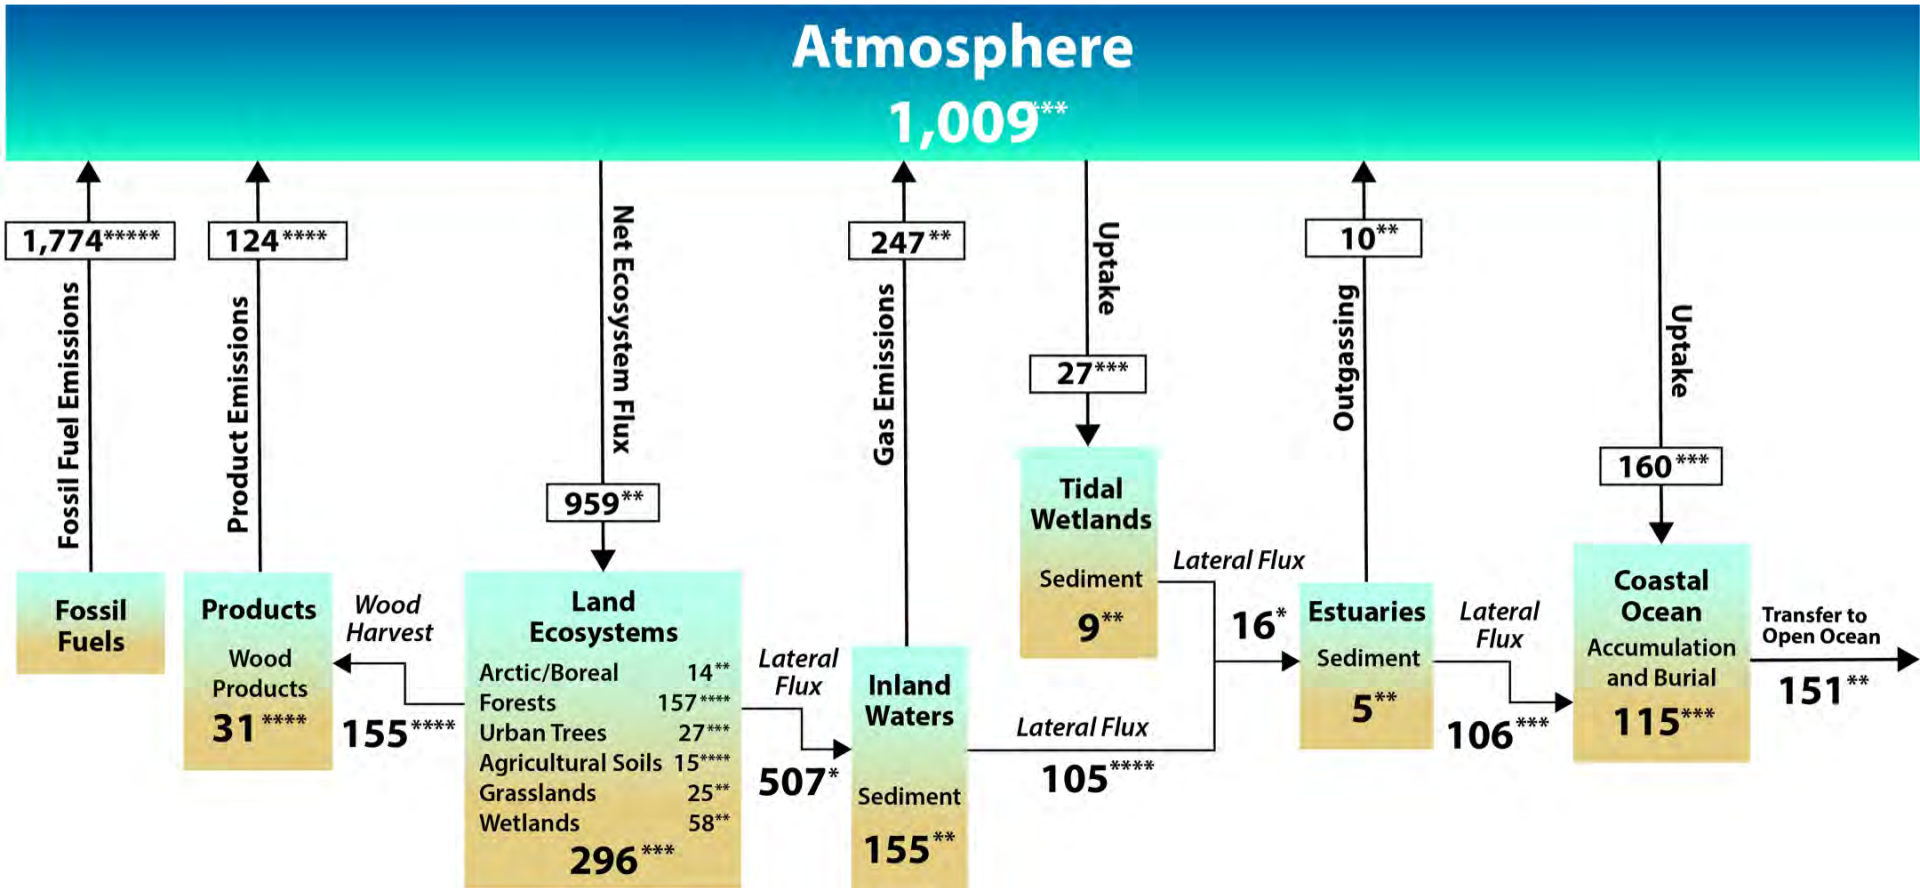 Atmosphere
1,009***
1,774*****
124****
247**
10**
27***
160***
959**
Fossil Fuel Emissions
Product Emissions
Net Ecosystem Flux
Gas Emissions
Uptake
Outgassing
Uptake
Fossil
Fuels
Products
Wood
Products
31****
Wood
Harvest
155****
Land
Ecosystems
Arctic/Boreal 14**
Forests 157****
Urban Trees 27***
Agricultural Soils 15****
Grasslands 25**
Wetlands 58**
296***
Lateral
Flux
507*
Inland
Waters
Sediment
155**
Lateral Flux
105****
Tidal
Wetlands
Sediment
9**
Lateral Flux
16*
Estuaries
Sediment
5**
Lateral
Flux
106***
Coastal
Ocean
Accumulation
and Burial
115***
Transfer to
Open Ocean
151**